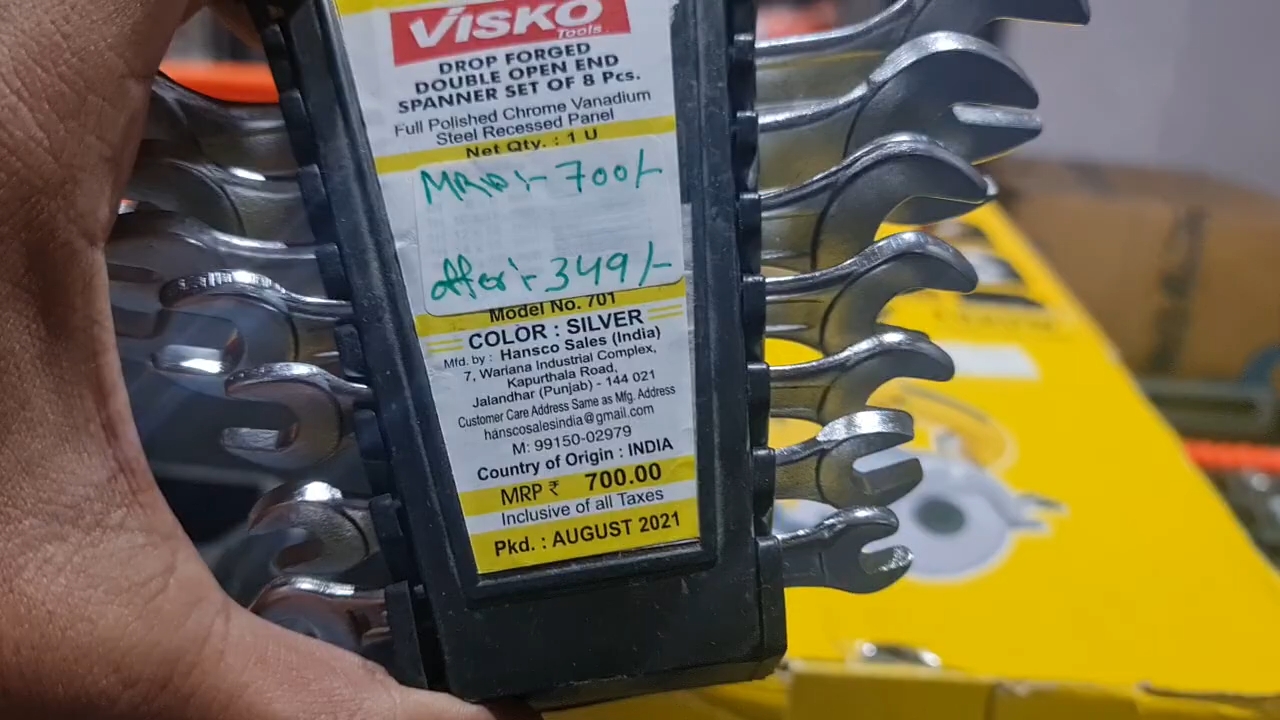 VISKO
Tools
DROP FORGED
DOUBLE OPEN END
SPANNER SET OF 8 Pcs.
Full Polished Chrome Vanadium
Steel Recessed Panel
Net Qty. : 1 U
MRP :- 700/-
offer :- 349/-
Model No. 701
COLOR : SILVER
Mfd. by : Hansco Sales (India)
7, Wariana Industrial Complex,
Kapurthala Road,
Jalandhar (Punjab) - 144 021
Customer Care Address Same as Mfg. Address
hanscosalesindia@gmail.com
M: 99150-02979
Country of Origin : INDIA
MRP ₹ 700.00
Inclusive of all Taxes
Pkd. : AUGUST 2021